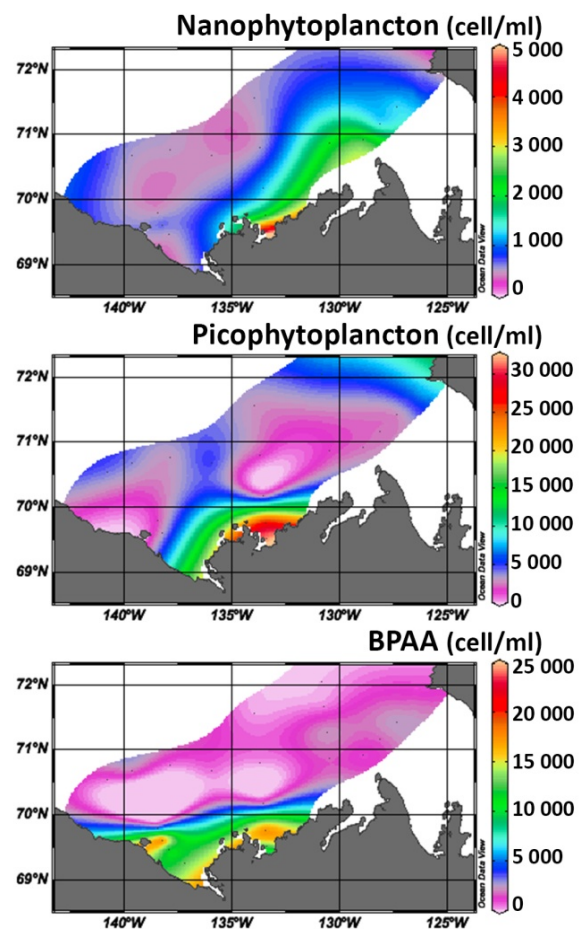 Nanophytoplancton (cell/ml)
5 000
4 000
3 000
2 000
1 000
0
72°N
71°N
70°N
69°N
140°W
135°W
130°W
125°W
Ocean Data View
Picophytoplancton (cell/ml)
30 000
25 000
20 000
15 000
10 000
5 000
0
72°N
71°N
70°N
69°N
140°W
135°W
130°W
125°W
Ocean Data View
BPAA (cell/ml)
25 000
20 000
15 000
10 000
5 000
0
72°N
71°N
70°N
69°N
140°W
135°W
130°W
125°W
Ocean Data View